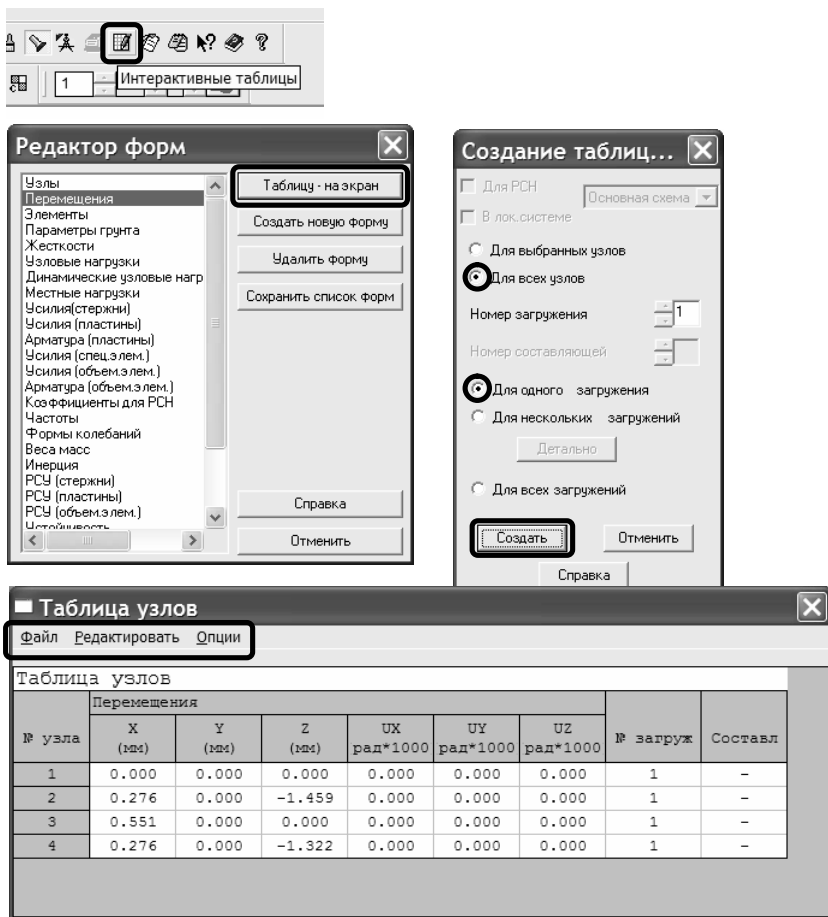 1
Интерактивные таблицы
Редактор форм
Узлы
Перемещения
Элементы
Параметры грунта
Жесткости
Узловые нагрузки
Динамические узловые нагр
Местные нагрузки
Усилия(стержни)
Усилия (пластины)
Арматура (пластины)
Усилия (спец.элем.)
Усилия (объем.элем.)
Арматура (объем.элем.)
Коэффициенты для РСН
Частоты
Формы колебаний
Веса масс
Инерция
РСУ (стержни)
РСУ (пластины)
РСУ (объем.элем.)
Устойчивость
Таблицу - на экран
Создать новую форму
Удалить форму
Сохранить список форм
Справка
Отменить
Создание таблиц...
Для РСН
Основная схема
В лок.системе
Для выбранных узлов
Для всех узлов
Номер загружения 1
Номер составляющей
Для одного загружения
Для нескольких загружений
Детально
Для всех загружений
Создать Отменить
Справка
Таблица узлов
Файл Редактировать Опции
Таблица узлов
Перемещения
№ узла X Y Z UX UY UZ № загруж Составл
(мм) (мм) (мм) рад*1000 рад*1000 рад*1000
1 0.000 0.000 0.000 0.000 0.000 0.000 1 -
2 0.276 0.000 -1.459 0.000 0.000 0.000 1 -
3 0.551 0.000 0.000 0.000 0.000 0.000 1 -
4 0.276 0.000 -1.322 0.000 0.000 0.000 1 -